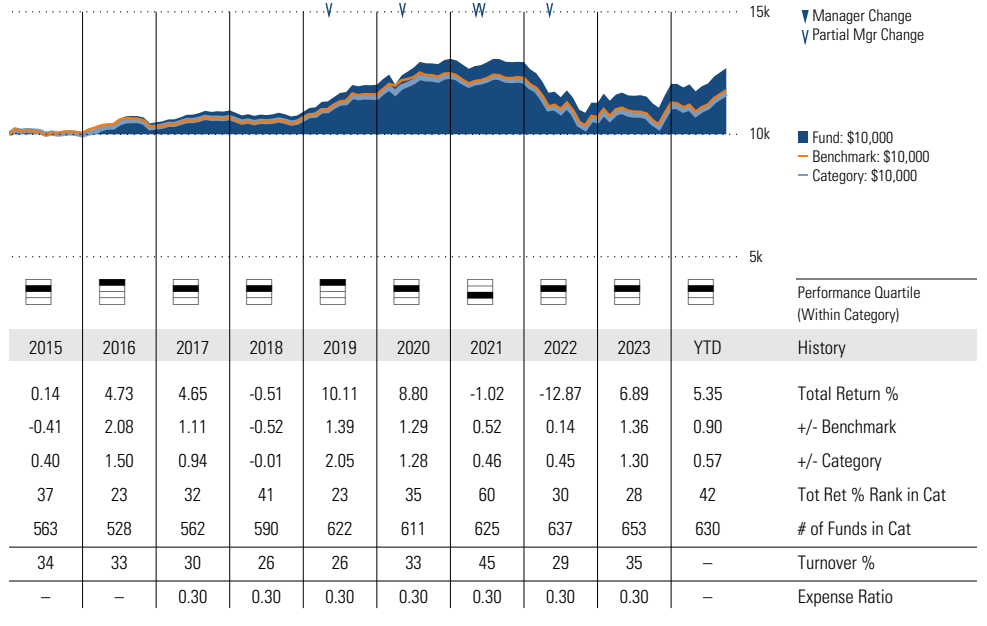 15k
▼ Manager Change
∨ Partial Mgr Change
10k
Fund: $10,000
Benchmark: $10,000
Category: $10,000
5k
Performance Quartile
(Within Category)
2015 2016 2017 2018 2019 2020 2021 2022 2023 YTD History
0.14 4.73 4.65 -0.51 10.11 8.80 -1.02 -12.87 6.89 5.35 Total Return %
-0.41 2.08 1.11 -0.52 1.39 1.29 0.52 0.14 1.36 0.90 +/- Benchmark
0.40 1.50 0.94 -0.01 2.05 1.28 0.46 0.45 1.30 0.57 +/- Category
37 23 32 41 23 35 60 30 28 42 Tot Ret % Rank in Cat
563 528 562 590 622 611 625 637 653 630 # of Funds in Cat
34 33 30 26 26 33 45 29 35 – Turnover %
– – 0.30 0.30 0.30 0.30 0.30 0.30 0.30 – Expense Ratio